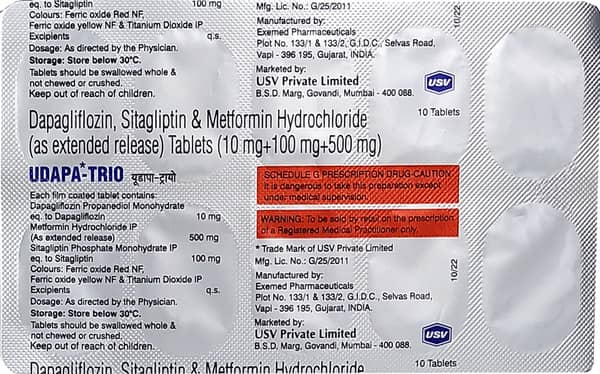 eq. to Sitagliptin 100 mg
Colours: Ferric oxide Red NF.
Ferric oxide yellow NF & Titanium Dioxide IP
Excipients q.s.
Dosage: As directed by the Physician.
Storage: Store below 30°C.
Tablets should be swallowed whole &
not chewed or crushed.
Keep out of reach of children.
Mfg. Lic. No.: G/25/2011
Manufactured by:
Exemed Pharmaceuticals
Plot No. 133/1 & 133/2, G.I.D.C., Selvas Road,
Vapi - 396 195, Gujarat, INDIA.
Marketed by:
USV Private Limited
B.S.D. Marg, Govandi, Mumbai - 400 088.
10/22
USV
10 Tablets
Dapagliflozin, Sitagliptin & Metformin Hydrochloride
(as extended release) Tablets (10 mg+100 mg+500 mg)
UDAPA*-TRIO यूडापा-ट्रायो
Each film coated tablet contains:
Dapagliflozin Propanediol Monohydrate
eq. to Dapagliflozin 10 mg
Metformin Hydrochloride IP
(As extended release) 500 mg
Sitagliptin Phosphate Monohydrate IP
eq. to Sitagliptin 100 mg
Colours: Ferric oxide Red NF,
Ferric oxide yellow NF & Titanium Dioxide IP
Excipients q.s.
Dosage: As directed by the Physician.
Storage: Store below 30°C.
Tablets should be swallowed whole &
not chewed or crushed.
Keep out of reach of children.
SCHEDULE G PRESCRIPTION DRUG-CAUTION
It is dangerous to take this preparation except
under medical supervision.
WARNING: To be sold by retail on the prescription
of a Registered Medical Practitioner only.
* Trade Mark of USV Private Limited
Mfg. Lic. No.: G/25/2011
Manufactured by:
Exemed Pharmaceuticals
Plot No. 133/1 & 133/2, G.I.D.C., Selvas Road,
Vapi - 396 195, Gujarat, INDIA.
Marketed by:
USV Private Limited
B.S.D. Marg, Govandi, Mumbai - 400 088.
10/22
USV
10 Tablets
Dapagliflozin, Sitagliptin & Metformin Hydrochloride